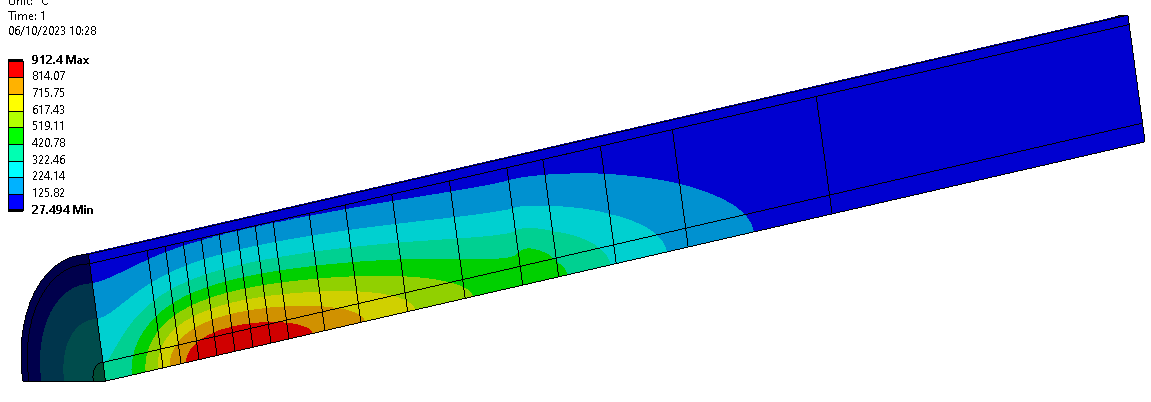 Unit: °C
Time: 1
06/10/2023 10:28
912.4 Max
814.07
715.75
617.43
519.11
420.78
322.46
224.14
125.82
27.494 Min